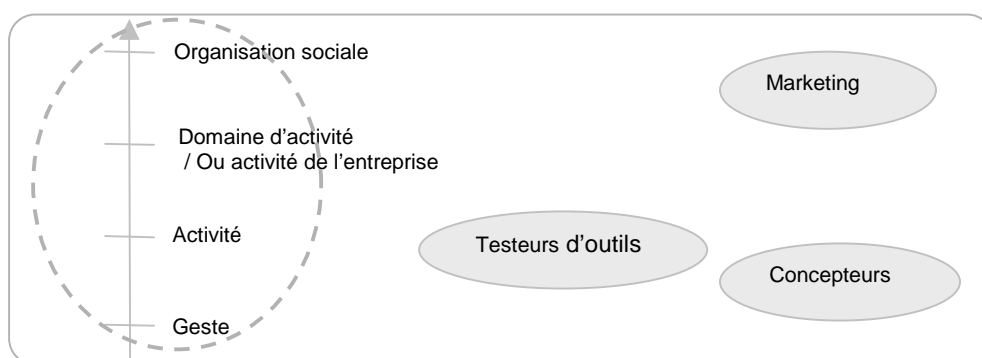 Organisation sociale
Marketing
Domaine d'activité
/ Ou activité de l'entreprise
Activité
Testeurs d'outils
Concepteurs
Geste